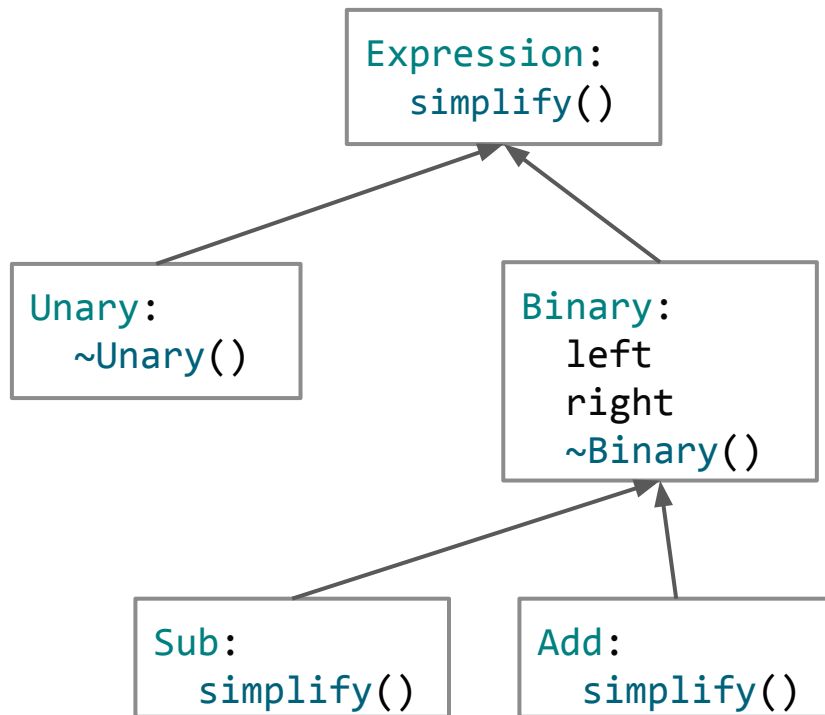 Expression:
simplify()
Unary:
~Unary()
Binary:
left
right
~Binary()
Sub:
simplify()
Add:
simplify()